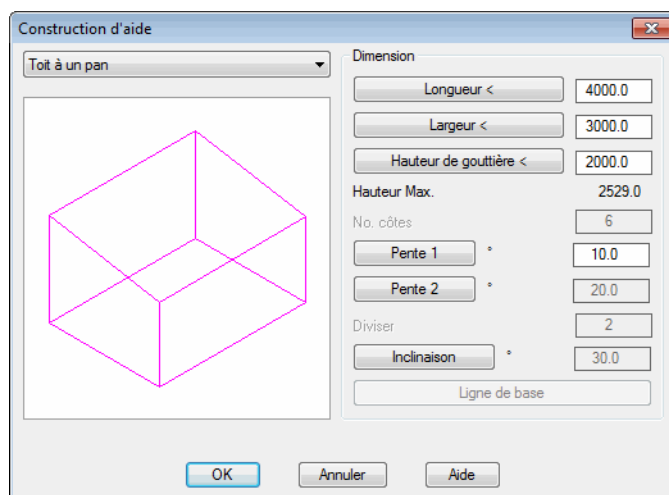 Construction d'aide
Toit à un pan
Dimension
Longueur < 4000.0
Largeur < 3000.0
Hauteur de gouttière < 2000.0
Hauteur Max. 2529.0
No. côtes 6
Pente 1 ° 10.0
Pente 2 ° 20.0
Diviser 2
Inclinaison ° 30.0
Ligne de base
OK Annuler Aide